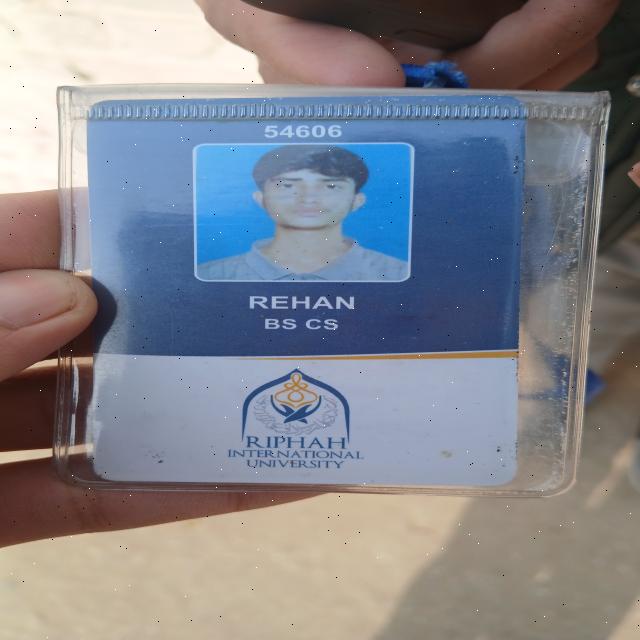 54606
REHAN
BS CS
RIPHAH
INTERNATIONAL
UNIVERSITY